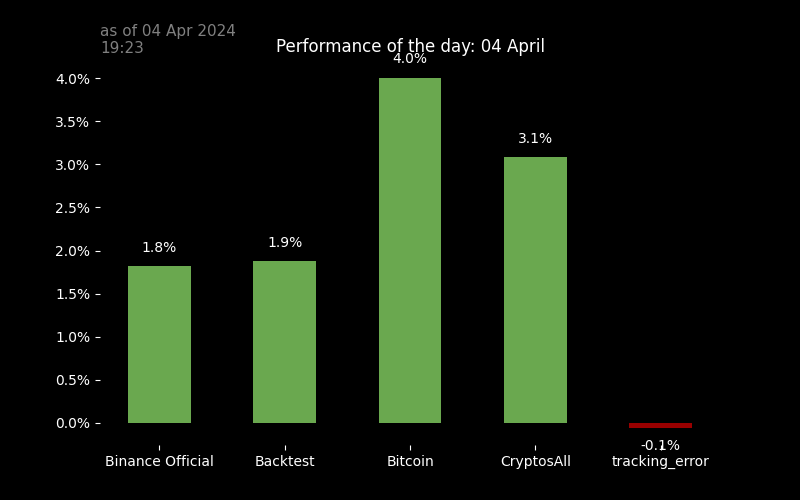 as of 04 Apr 2024
19:23
Performance of the day: 04 April
4.0%
4.0%
3.5%
3.1%
3.0%
2.5%
2.0%
1.8%
1.9%
1.5%
1.0%
0.5%
0.0%
-0.1%
Binance Official
Backtest
Bitcoin
CryptosAll
tracking_error